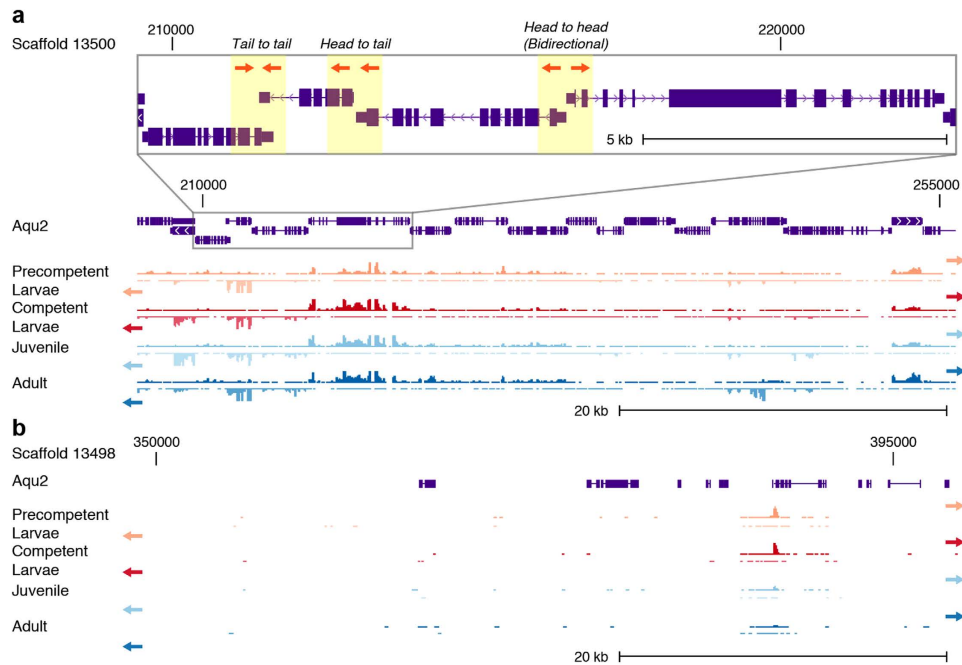 a
210000 220000
Scaffold 13500
Tail to tail Head to tail Head to head
(Bidirectional)
5 kb
210000 255000
Aqu2
Precompetent
Larvae
Competent
Larvae
Juvenile
Adult
20 kb
b
350000 395000
Scaffold 13498
Aqu2
Precompetent
Larvae
Competent
Larvae
Juvenile
Adult
20 kb